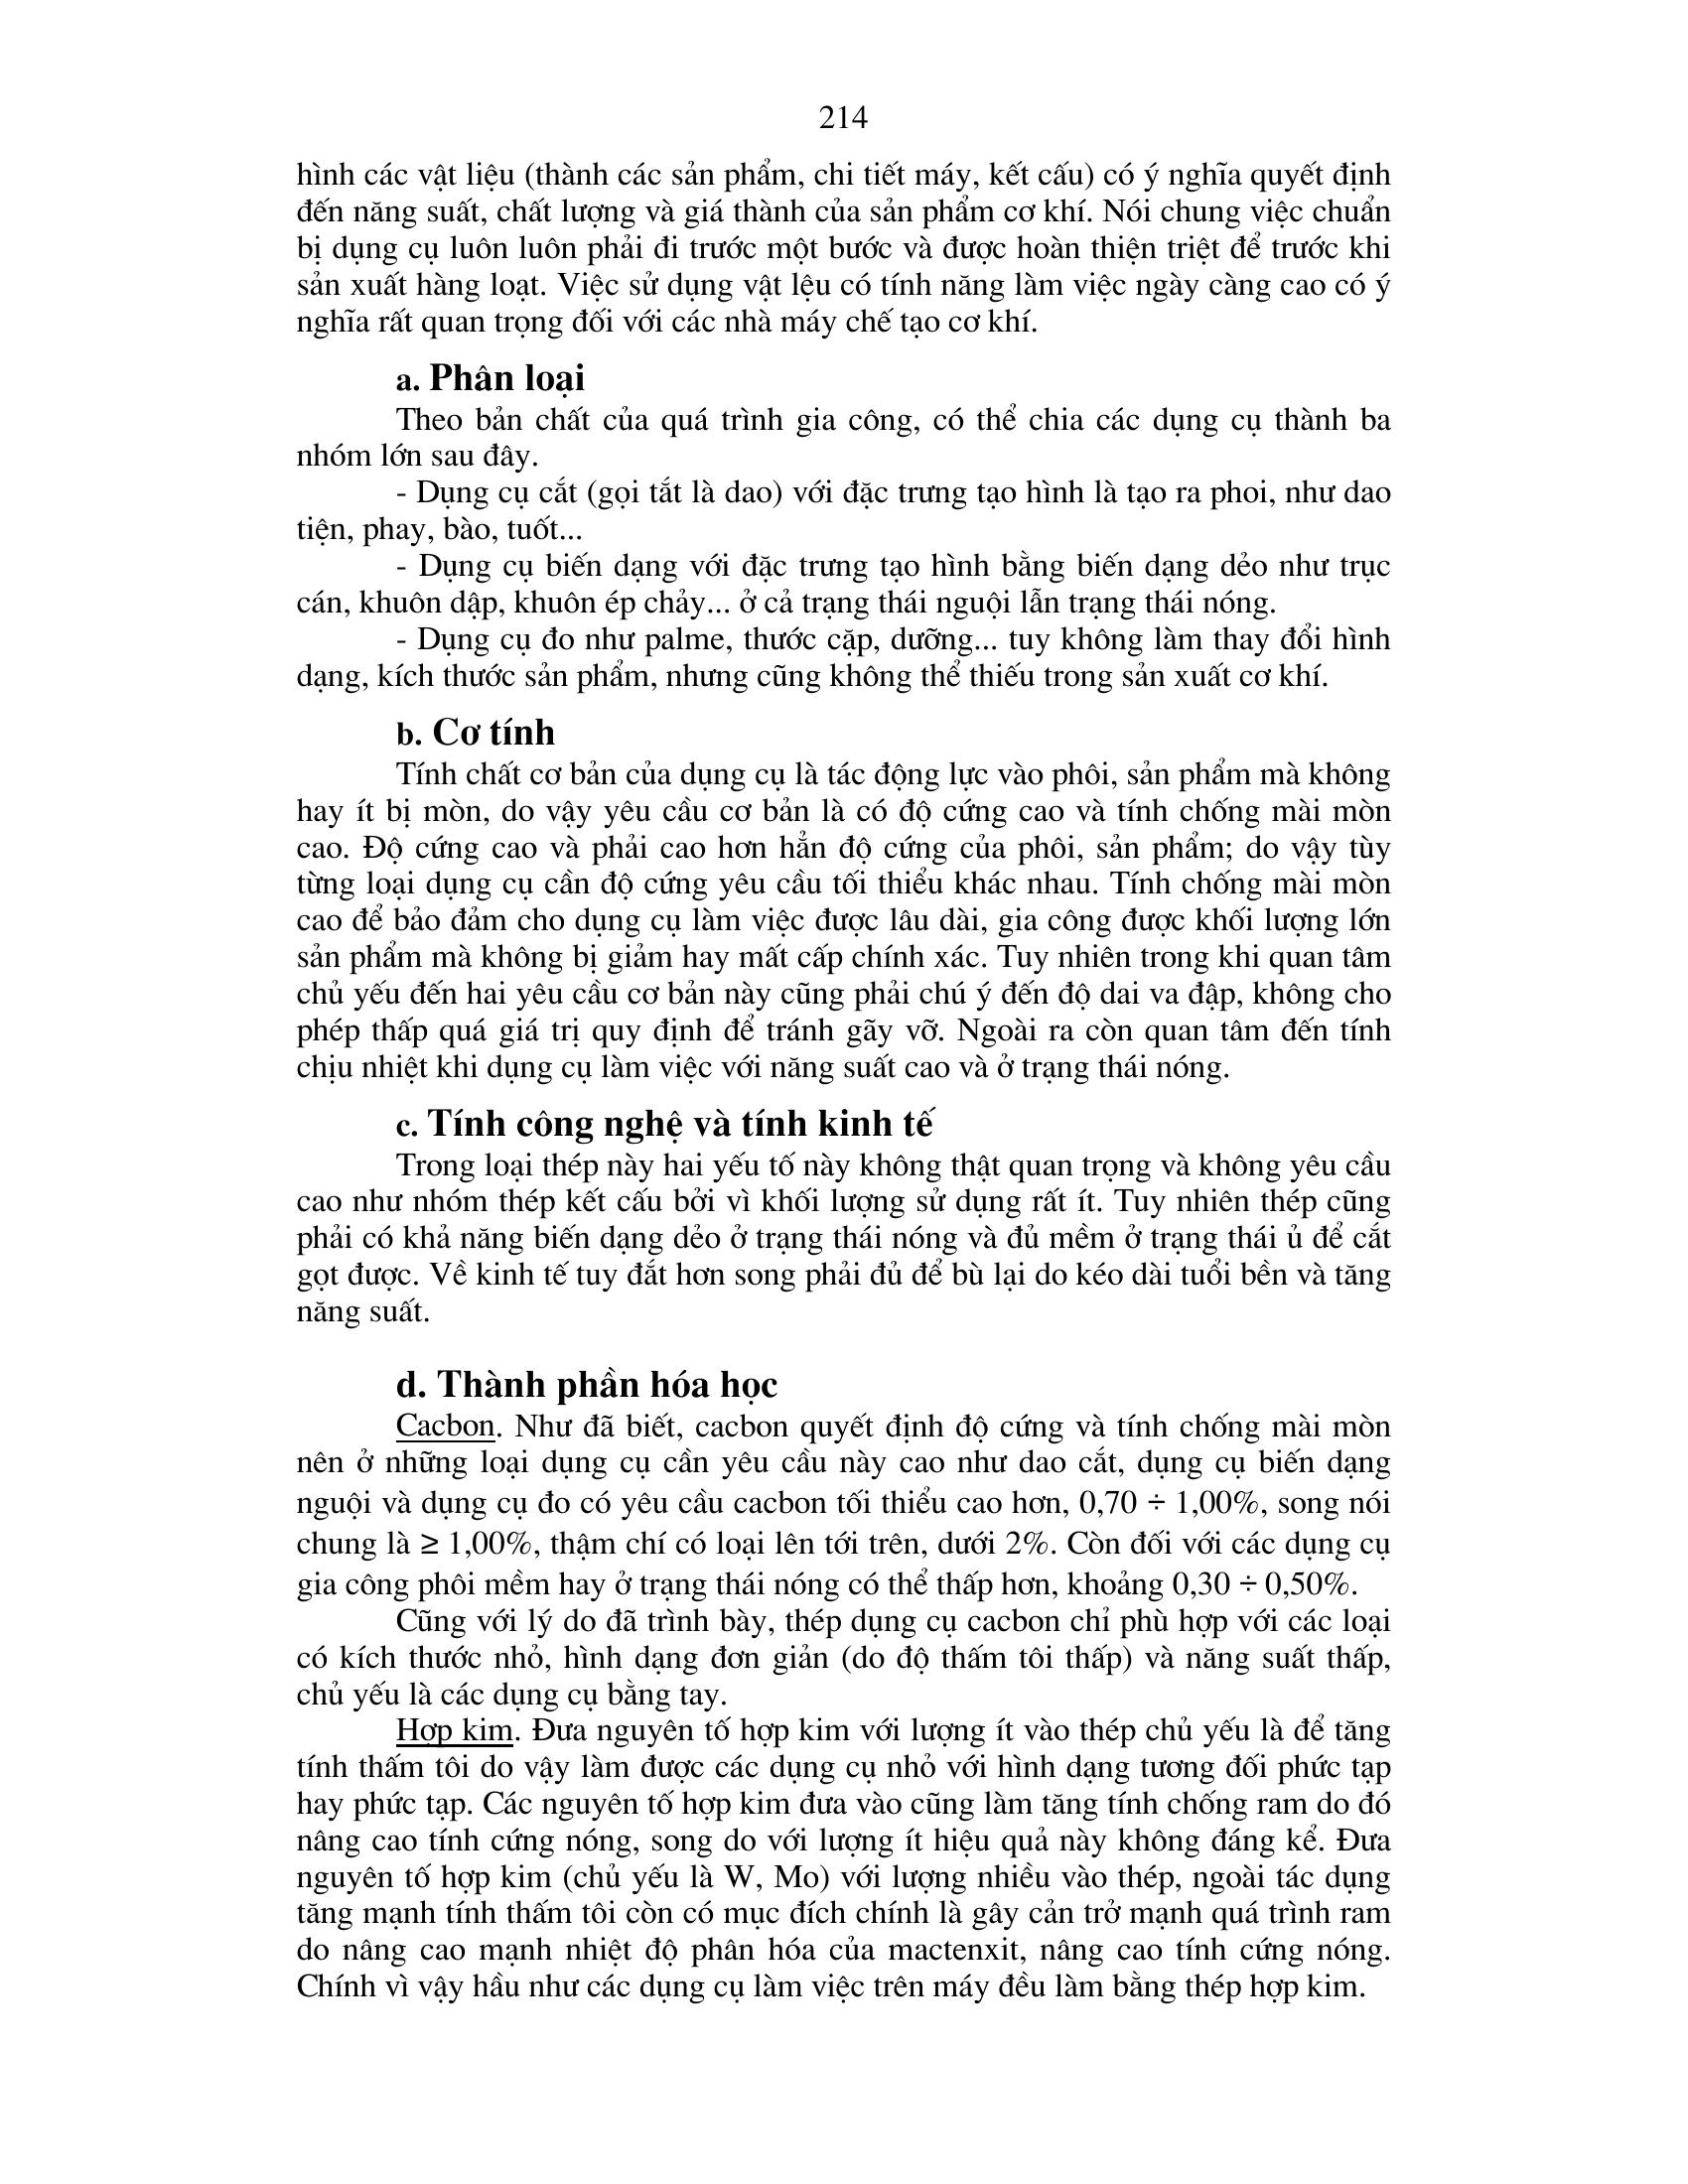 214
hình các vật liệu (thành các sản phẩm, chi tiết máy, kết cấu) có ý nghĩa quyết định
đến năng suất, chất lượng và giá thành của sản phẩm cơ khí. Nói chung việc chuẩn
bị dụng cụ luôn luôn phải đi trước một bước và được hoàn thiện triệt để trước khi
sản xuất hàng loạt. Việc sử dụng vật lệu có tính năng làm việc ngày càng cao có ý
nghĩa rất quan trọng đối với các nhà máy chế tạo cơ khí.
a. Phân loại
Theo bản chất của quá trình gia công, có thể chia các dụng cụ thành ba
nhóm lớn sau đây.
- Dụng cụ cắt (gọi tắt là dao) với đặc trưng tạo hình là tạo ra phoi, như dao
tiện, phay, bào, tuốt...
- Dụng cụ biến dạng với đặc trưng tạo hình bằng biến dạng dẻo như trục
cán, khuôn dập, khuôn ép chảy... ở cả trạng thái nguội lẫn trạng thái nóng.
- Dụng cụ đo như palme, thước cặp, dưỡng... tuy không làm thay đổi hình
dạng, kích thước sản phẩm, nhưng cũng không thể thiếu trong sản xuất cơ khí.
b. Cơ tính
Tính chất cơ bản của dụng cụ là tác động lực vào phôi, sản phẩm mà không
hay ít bị mòn, do vậy yêu cầu cơ bản là có độ cứng cao và tính chống mài mòn
cao. Độ cứng cao và phải cao hơn hẳn độ cứng của phôi, sản phẩm; do vậy tùy
từng loại dụng cụ cần độ cứng yêu cầu tối thiểu khác nhau. Tính chống mài mòn
cao để bảo đảm cho dụng cụ làm việc được lâu dài, gia công được khối lượng lớn
sản phẩm mà không bị giảm hay mất cấp chính xác. Tuy nhiên trong khi quan tâm
chủ yếu đến hai yêu cầu cơ bản này cũng phải chú ý đến độ dai va đập, không cho
phép thấp quá giá trị quy định để tránh gãy vỡ. Ngoài ra còn quan tâm đến tính
chịu nhiệt khi dụng cụ làm việc với năng suất cao và ở trạng thái nóng.
c. Tính công nghệ và tính kinh tế
Trong loại thép này hai yếu tố này không thật quan trọng và không yêu cầu
cao như nhóm thép kết cấu bởi vì khối lượng sử dụng rất ít. Tuy nhiên thép cũng
phải có khả năng biến dạng dẻo ở trạng thái nóng và đủ mềm ở trạng thái ủ để cắt
gọt được. Về kinh tế tuy đắt hơn song phải đủ để bù lại do kéo dài tuổi bền và tăng
năng suất.
d. Thành phần hóa học
Cacbon. Như đã biết, cacbon quyết định độ cứng và tính chống mài mòn
nên ở những loại dụng cụ cần yêu cầu này cao như dao cắt, dụng cụ biến dạng
nguội và dụng cụ đo có yêu cầu cacbon tối thiểu cao hơn, 0,70 ÷ 1,00%, song nói
chung là ≥ 1,00%, thậm chí có loại lên tới trên, dưới 2%. Còn đối với các dụng cụ
gia công phôi mềm hay ở trạng thái nóng có thể thấp hơn, khoảng 0,30 ÷ 0,50%.
Cũng với lý do đã trình bày, thép dụng cụ cacbon chỉ phù hợp với các loại
có kích thước nhỏ, hình dạng đơn giản (do độ thấm tôi thấp) và năng suất thấp,
chủ yếu là các dụng cụ bằng tay.
Hợp kim. Đưa nguyên tố hợp kim với lượng ít vào thép chủ yếu là để tăng
tính thấm tôi do vậy làm được các dụng cụ nhỏ với hình dạng tương đối phức tạp
hay phức tạp. Các nguyên tố hợp kim đưa vào cũng làm tăng tính chống ram do đó
nâng cao tính cứng nóng, song do với lượng ít hiệu quả này không đáng kể. Đưa
nguyên tố hợp kim (chủ yếu là W, Mo) với lượng nhiều vào thép, ngoài tác dụng
tăng mạnh tính thấm tôi còn có mục đích chính là gây cản trở mạnh quá trình ram
do nâng cao mạnh nhiệt độ phân hóa của mactenxit, nâng cao tính cứng nóng.
Chính vì vậy hầu như các dụng cụ làm việc trên máy đều làm bằng thép hợp kim.